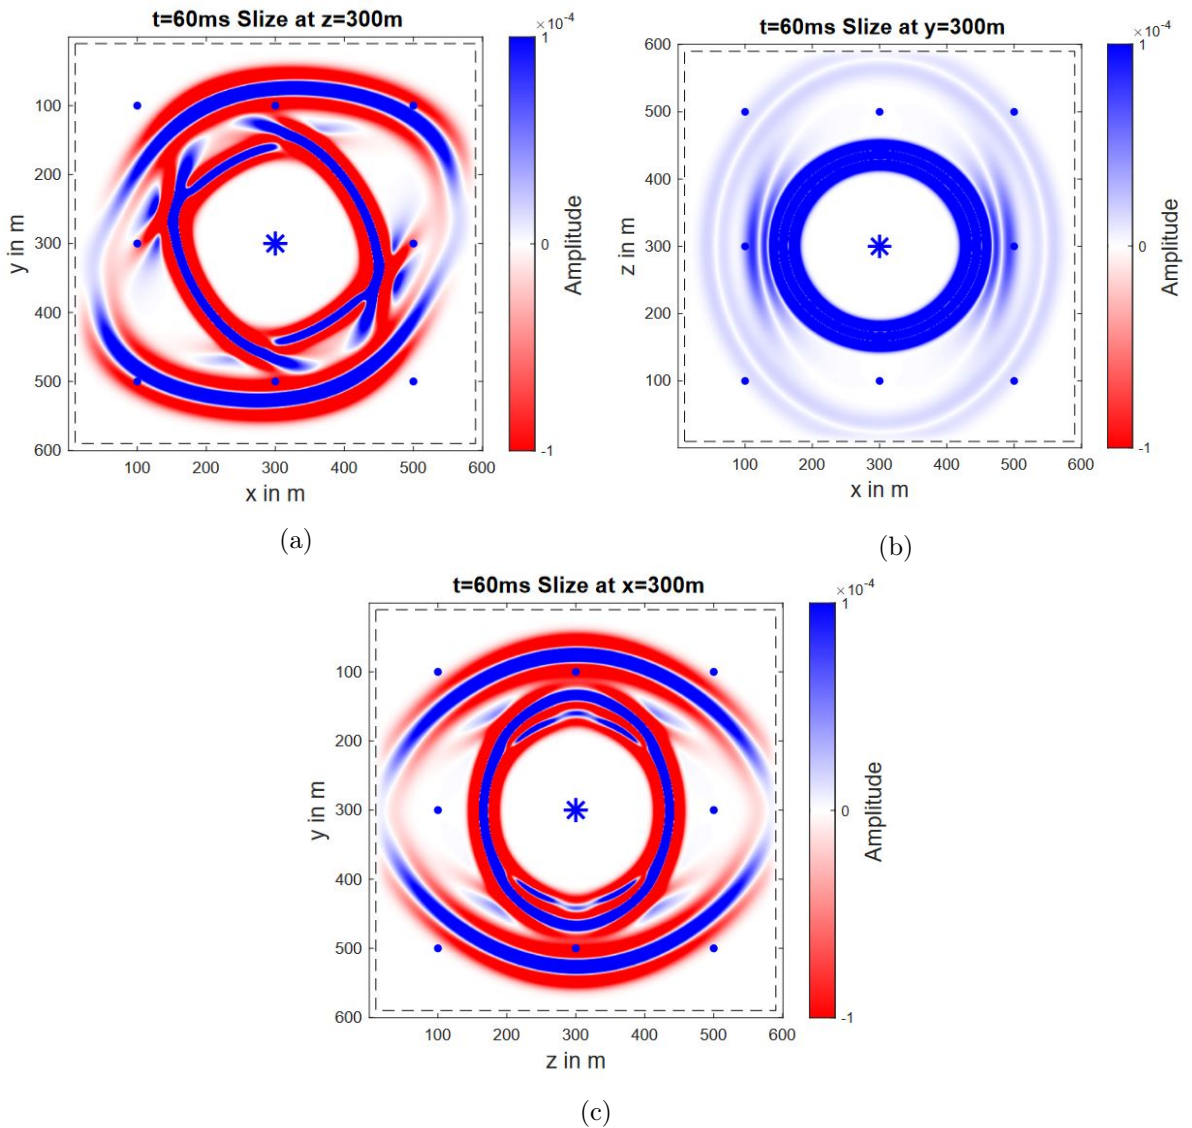 t=60ms Slize at z=300m
×10⁻⁴
1
0
-1
Amplitude
100
200
300
400
500
600
y in m
100 200 300 400 500 600
x in m
(a)
t=60ms Slize at y=300m
×10⁻⁴
1
0
-1
Amplitude
600
500
400
300
200
100
z in m
100 200 300 400 500 600
x in m
(b)
t=60ms Slize at x=300m
×10⁻⁴
1
0
-1
Amplitude
100
200
300
400
500
600
y in m
100 200 300 400 500 600
z in m
(c)